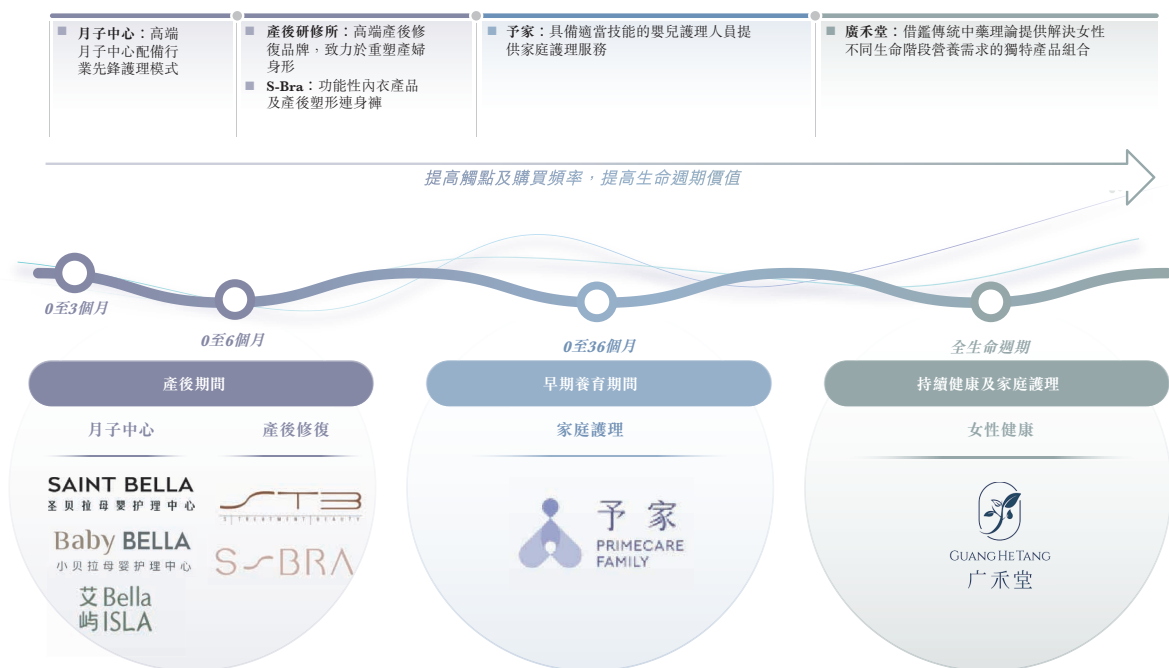 月子中心：高端
月子中心配備行
業先鋒護理模式
產後研修所：高端產後修
復品牌，致力於重塑產婦
身形
S-Bra：功能性內衣產品
及產後塑形連身褲
予家：具備適當技能的嬰兒護理人員提
供家庭護理服務
廣禾堂：借鑑傳統中藥理論提供解決女性
不同生命階段營養需求的獨特產品組合
提高觸點及購買頻率，提高生命週期價值
0至3個月
0至6個月
0至36個月
全生命週期
產後期間
月子中心
產後修復
SAINT BELLA
圣贝拉母婴护理中心
Baby BELLA
小贝拉母婴护理中心
艾 Bella
屿 ISLA
STB
S|TREATMENT|BEAUTY
S-BRA
早期養育期間
家庭護理
予家
PRIMECARE
FAMILY
持續健康及家庭護理
女性健康
GUANG HE TANG
广禾堂